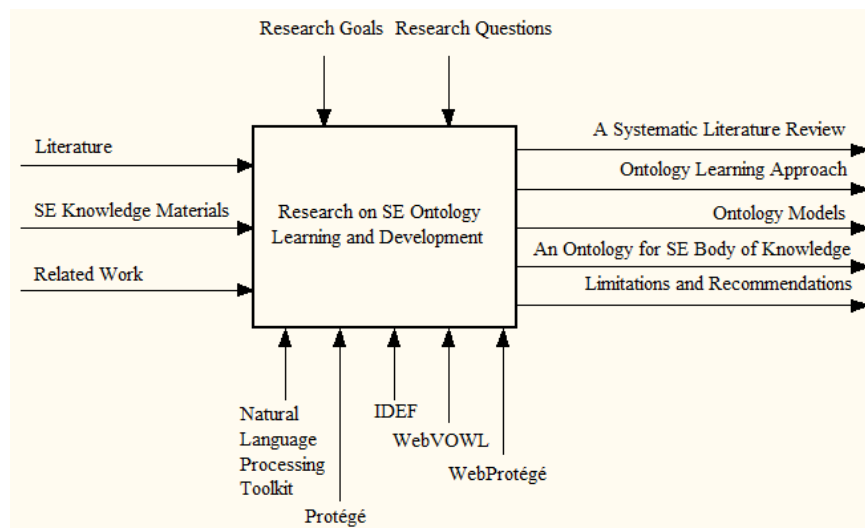 Research Goals
Research Questions
Literature
SE Knowledge Materials
Related Work
Research on SE Ontology
Learning and Development
A Systematic Literature Review
Ontology Learning Approach
Ontology Models
An Ontology for SE Body of Knowledge
Limitations and Recommendations
Natural
Language
Processing
Toolkit
Protégé
IDEF
WebVOWL
WebProtégé